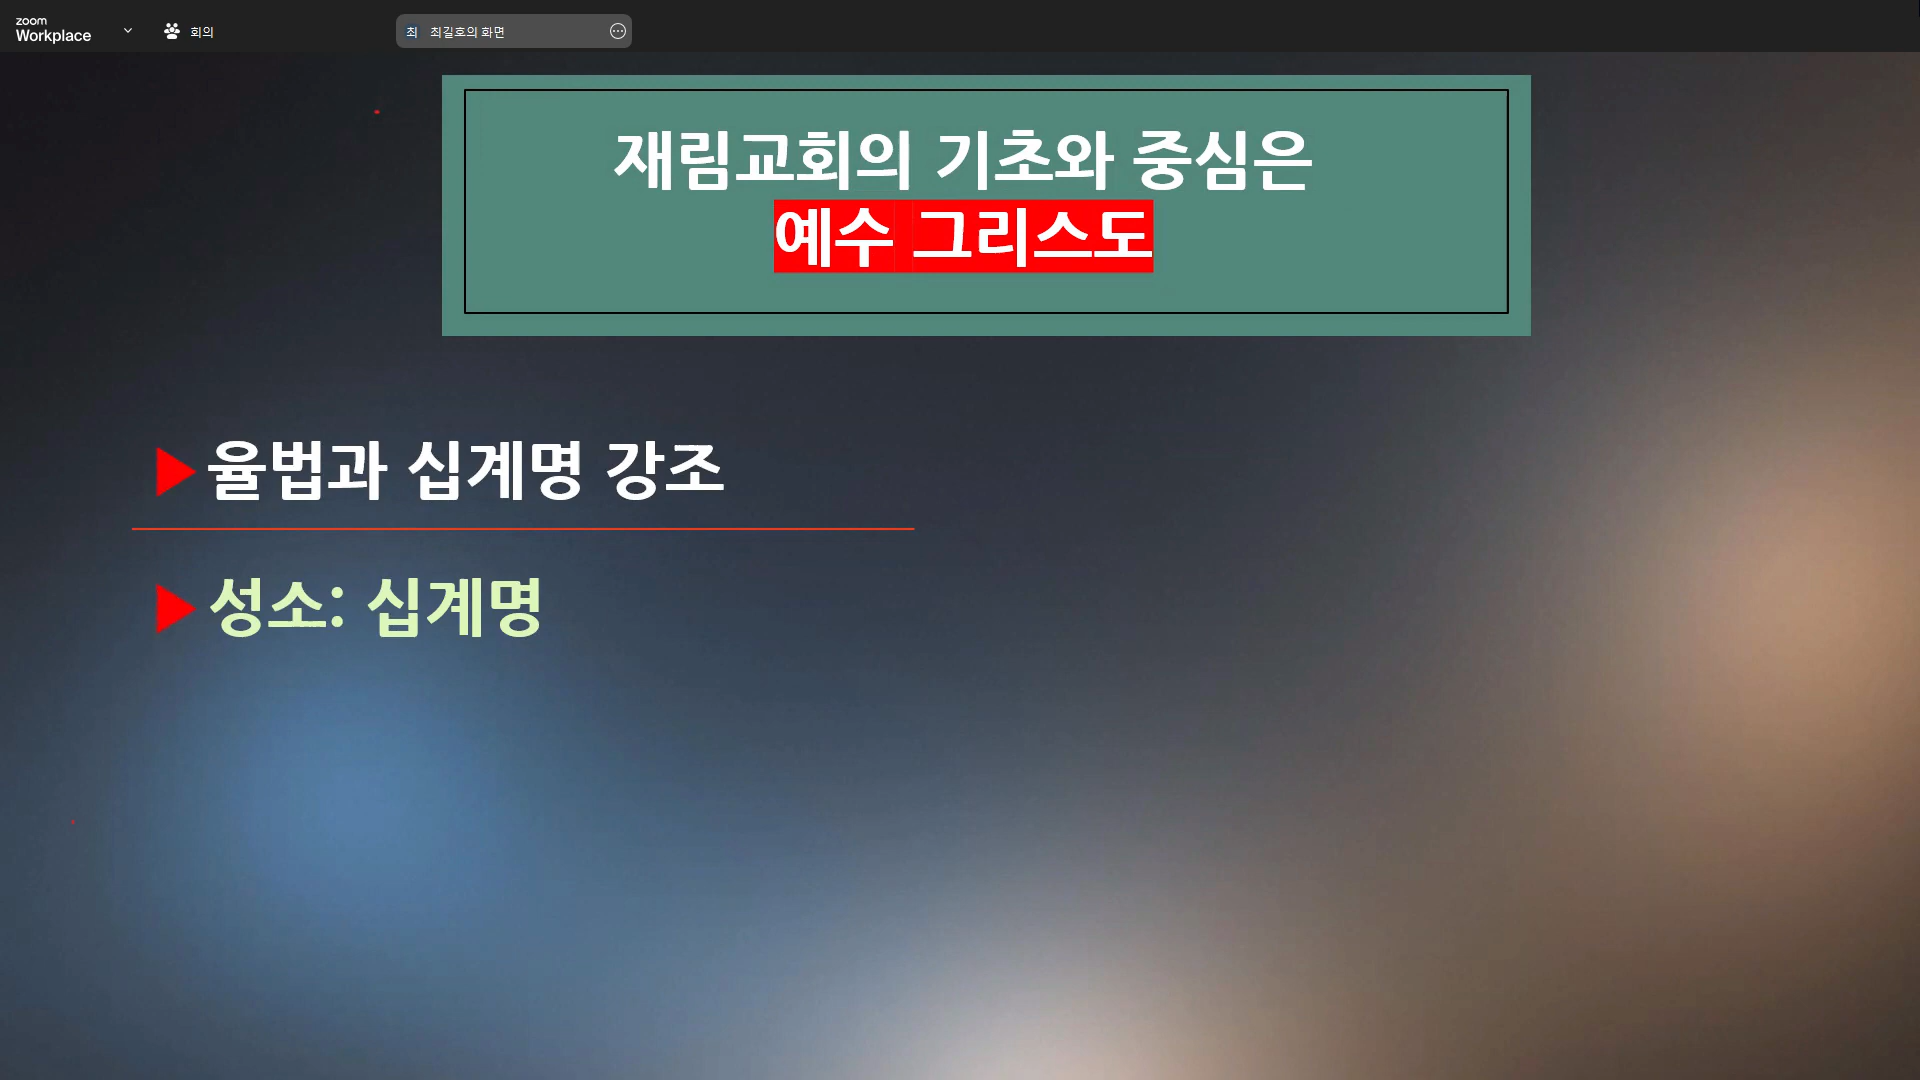 zoom
Workplace
회의
최 최길호의 화면
재림교회의 기초와 중심은
예수 그리스도
율법과 십계명 강조
성소: 십계명